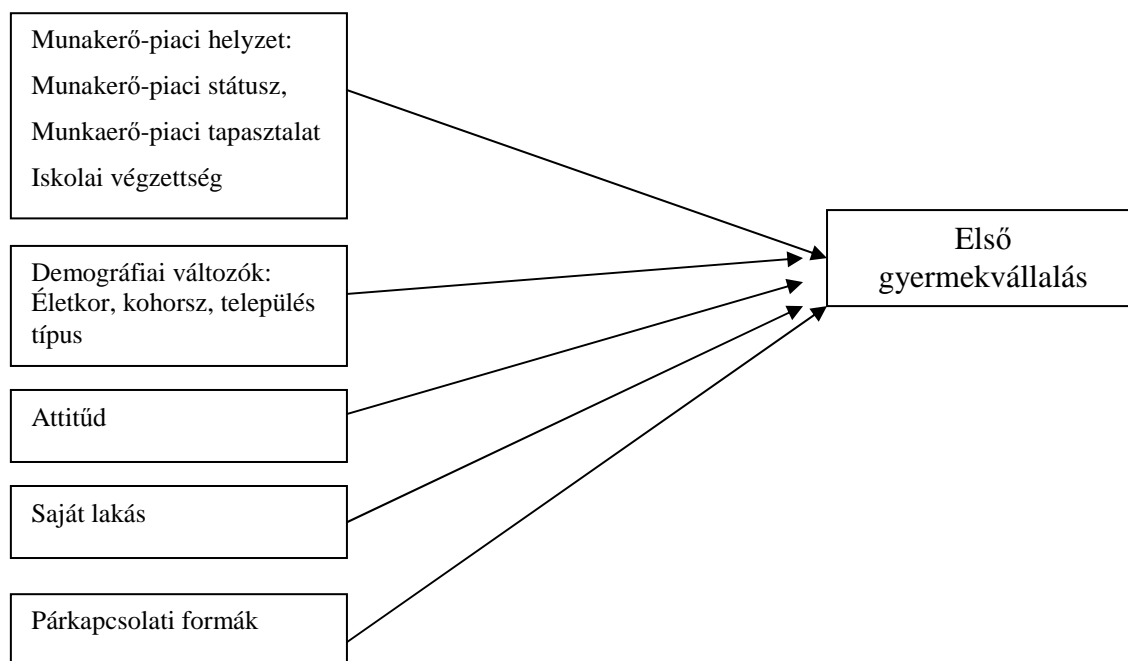 Munakerő-piaci helyzet:
Munakerő-piaci státusz,
Munkaerő-piaci tapasztalat
Iskolai végzettség
Demográfiai változók:
Életkor, kohorsz, település
típus
Attitűd
Saját lakás
Párkapcsolati formák
Első
gyermekvállalás